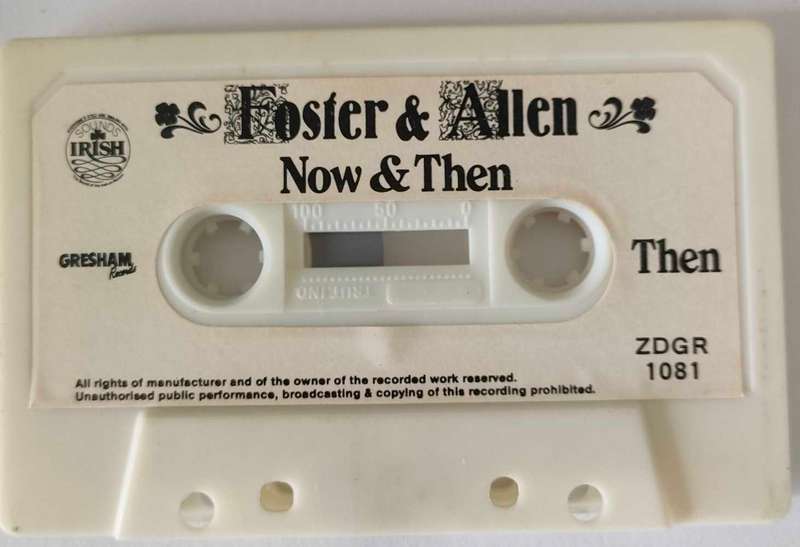 Foster & Allen
SOUNDS
IRISH
Now & Then
100 50 0
GRESHAM
Records
Then
ZDGR
1081
All rights of manufacturer and of the owner of the recorded work reserved.
Unauthorised public performance, broadcasting & copying of this recording prohibited.